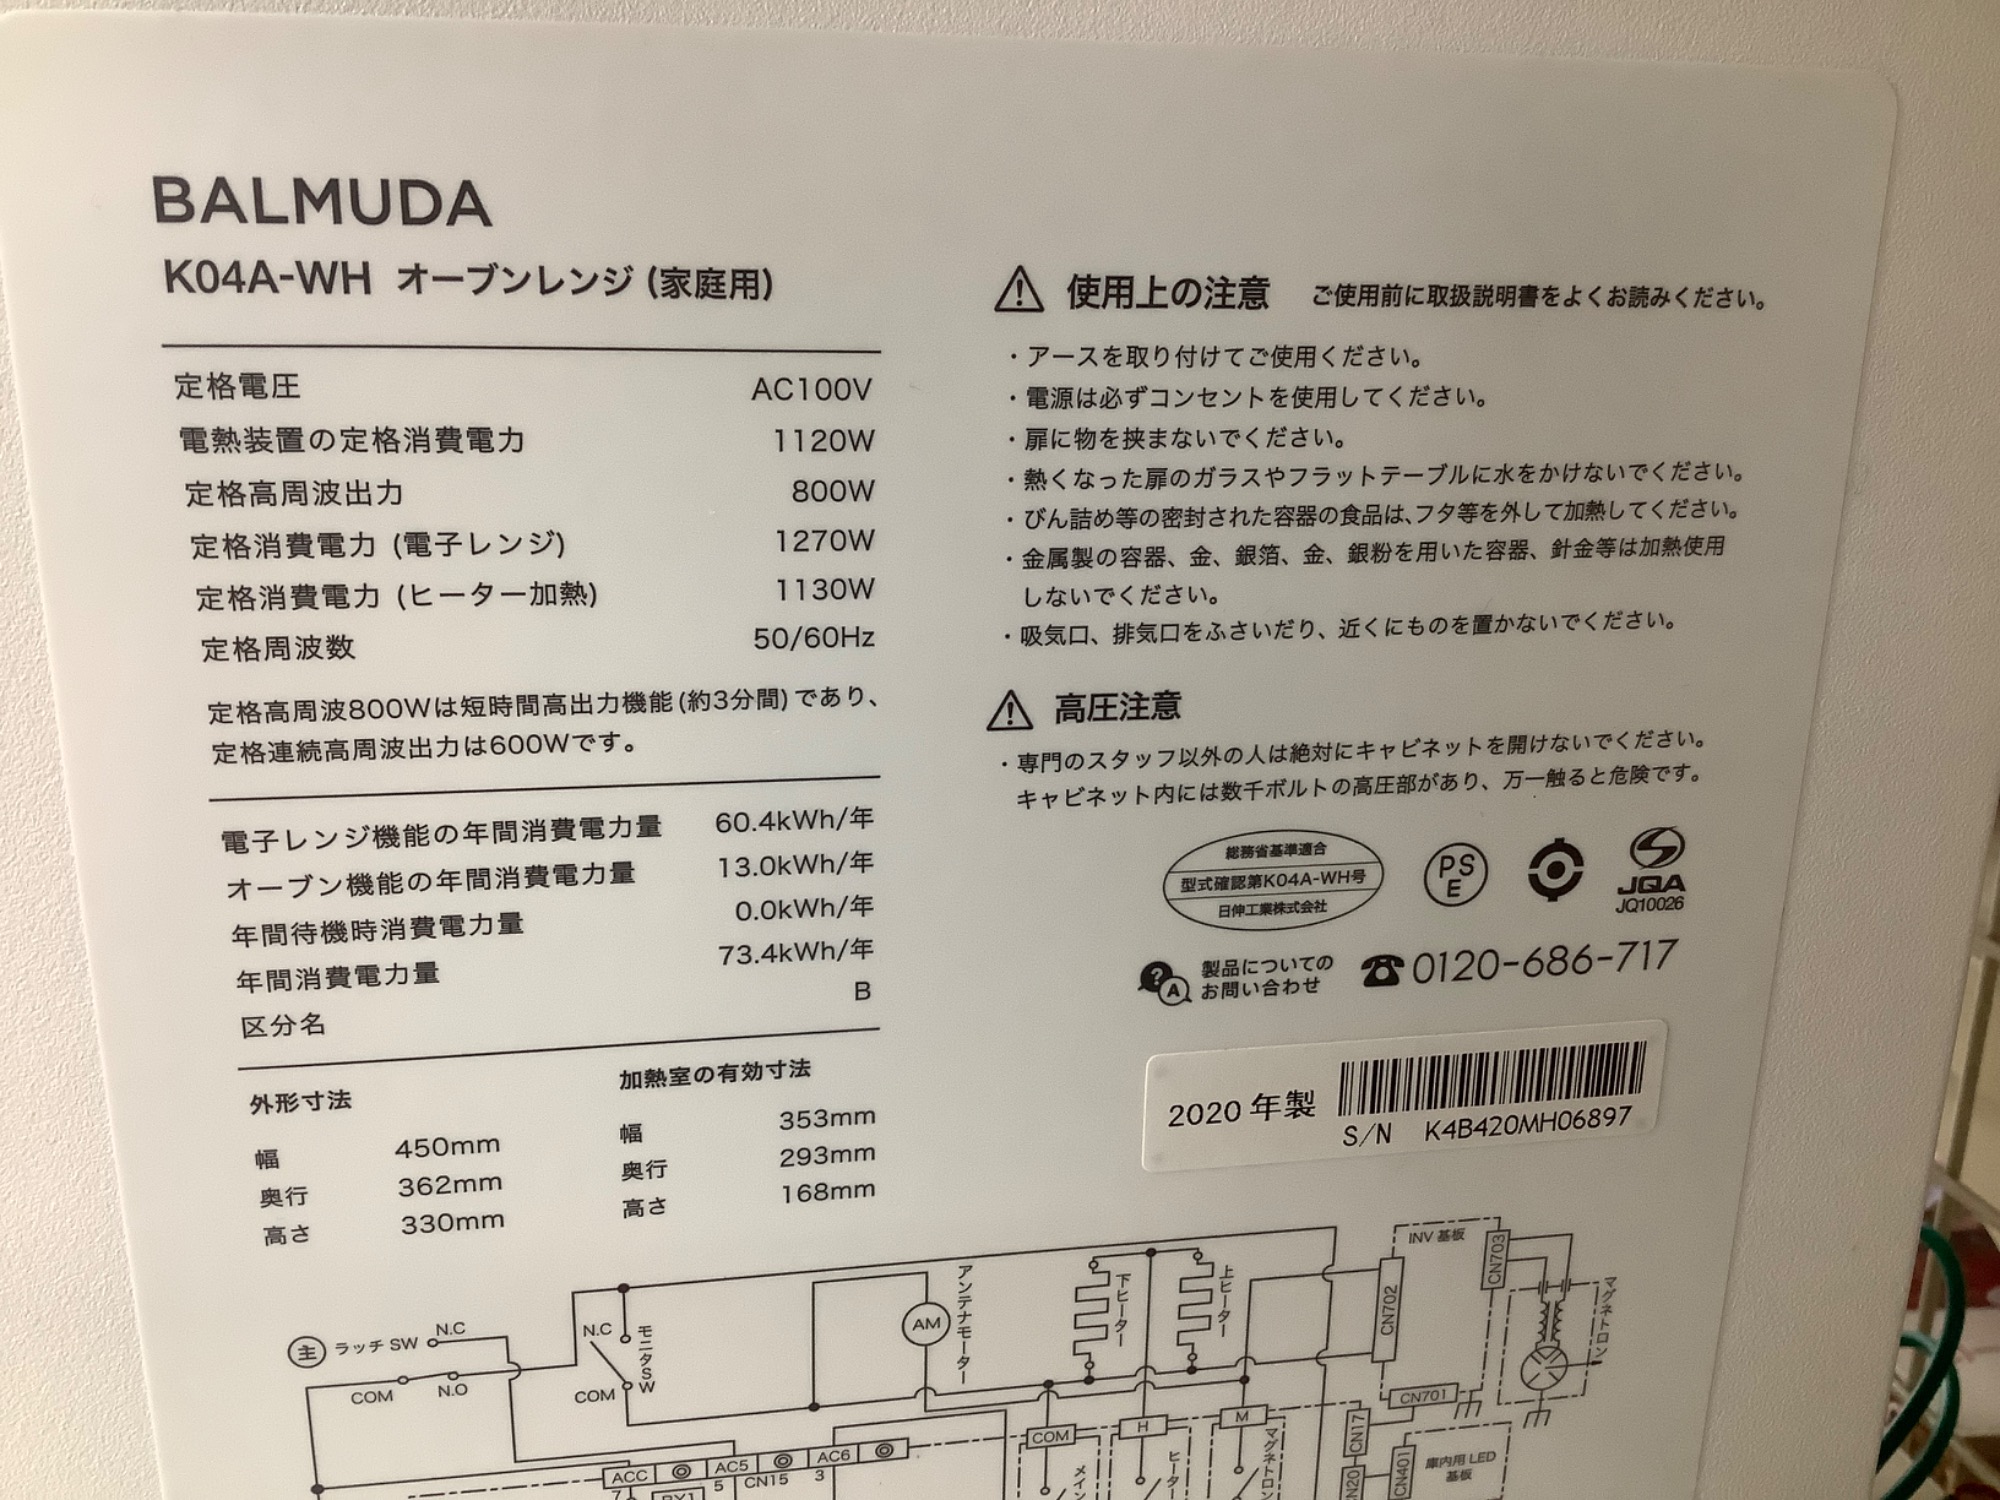 BALMUDA
K04A-WH オーブンレンジ (家庭用)
定格電圧 AC100V
電熱装置の定格消費電力 1120W
定格高周波出力 800W
定格消費電力 (電子レンジ) 1270W
定格消費電力 (ヒーター加熱) 1130W
定格周波数 50/60Hz
定格高周波800Wは短時間高出力機能(約3分間)であり、
定格連続高周波出力は600Wです。
電子レンジ機能の年間消費電力量 60.4kWh/年
オーブン機能の年間消費電力量 13.0kWh/年
年間待機時消費電力量 0.0kWh/年
年間消費電力量 73.4kWh/年
区分名 B
外形寸法
幅 450mm
奥行 362mm
高さ 330mm
加熱室の有効寸法
幅 353mm
奥行 293mm
高さ 168mm
使用上の注意 ご使用前に取扱説明書をよくお読みください。
・アースを取り付けてご使用ください。
・電源は必ずコンセントを使用してください。
・扉に物を挟まないでください。
・熱くなった扉のガラスやフラットテーブルに水をかけないでください。
・びん詰め等の密封された容器の食品は、フタ等を外して加熱してください。
・金属製の容器、金、銀箔、金、銀粉を用いた容器、針金等は加熱使用
しないでください。
・吸気口、排気口をふさいだり、近くにものを置かないでください。
高圧注意
・専門のスタッフ以外の人は絶対にキャビネットを開けないでください。
キャビネット内には数千ボルトの高圧部があり、万一触ると危険です。
総務省基準適合
型式確認第K04A-WH号
日伸工業株式会社
PS
E
JQA
JQ10026
? A
製品についての
お問い合わせ
0120-686-717
2020年製
S/N K4B420MH06897
INV 基板
CN703
マグネトロン
CN702
上ヒーター
下ヒーター
アンテナモーター
AM
モニタSW
N.C
COM
主 ラッチ SW
N.C
COM
N.O
CN701
COM
H
M
CN17
CN20
CN401
庫内用 LED
基板
マグネトロン
ヒーター
メイン
ACC
AC5
AC6
7
5
CN15
3
RY1